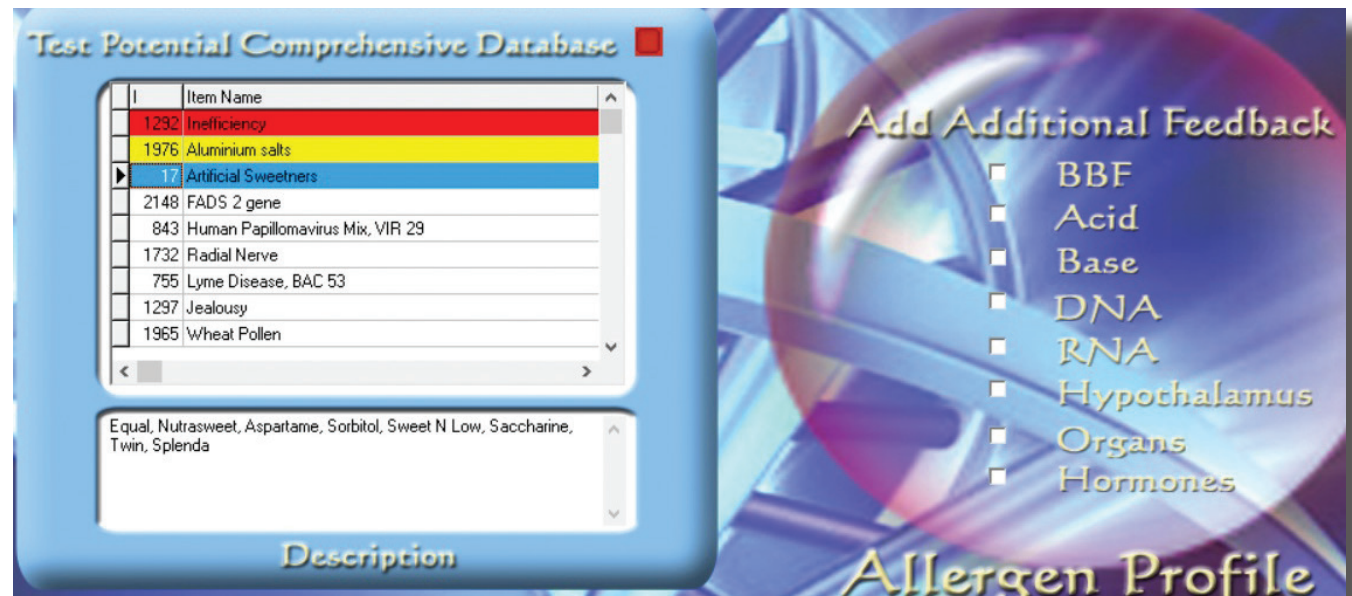 Test Potential Comprehensive Database
I Item Name
1292 Inefficiency
1976 Aluminium salts
17 Artificial Sweetners
2148 FADS 2 gene
843 Human Papillomavirus Mix, VIR 29
1732 Radial Nerve
755 Lyme Disease, BAC 53
1297 Jealousy
1965 Wheat Pollen
Equal, Nutrasweet, Aspartame, Sorbitol, Sweet N Low, Saccharine,
Twin, Splenda
Description
Add Additional Feedback
BBF
Acid
Base
DNA
RNA
Hypothalamus
Organs
Hormones
Allergen Profile